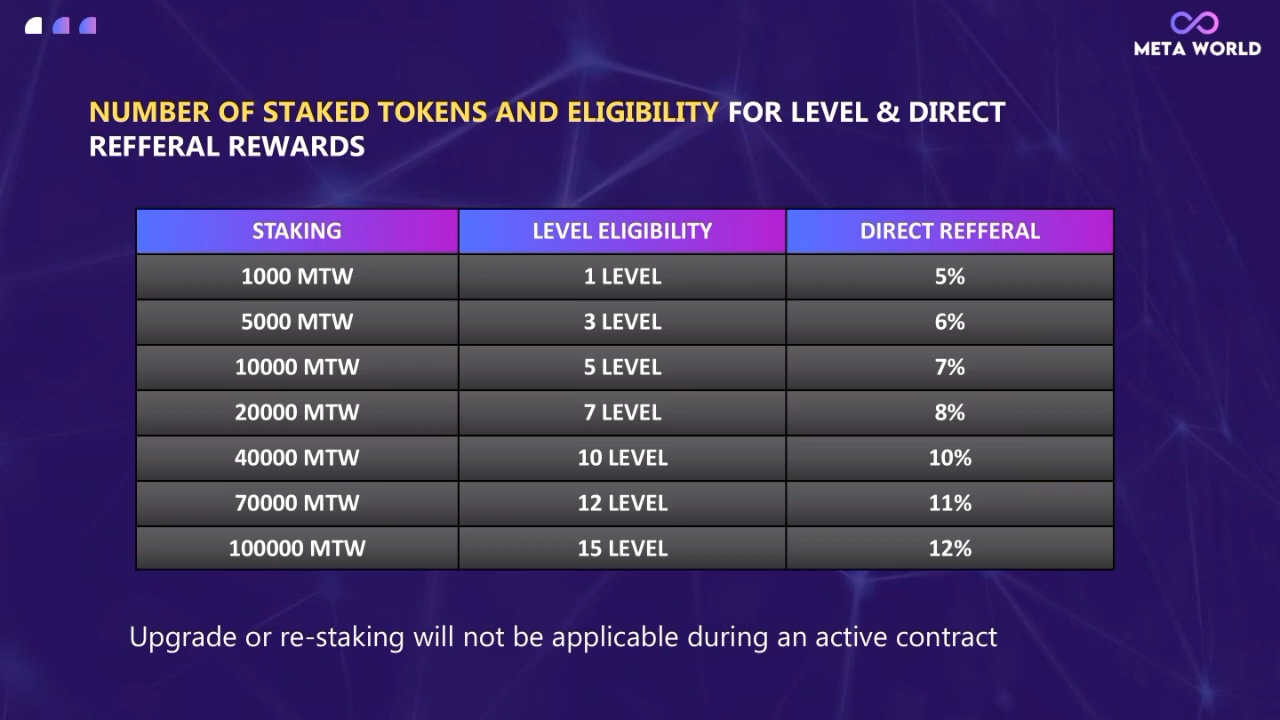 META WORLD
NUMBER OF STAKED TOKENS AND ELIGIBILITY FOR LEVEL & DIRECT
REFFERAL REWARDS
STAKING LEVEL ELIGIBILITY DIRECT REFFERAL
1000 MTW 1 LEVEL 5%
5000 MTW 3 LEVEL 6%
10000 MTW 5 LEVEL 7%
20000 MTW 7 LEVEL 8%
40000 MTW 10 LEVEL 10%
70000 MTW 12 LEVEL 11%
100000 MTW 15 LEVEL 12%
Upgrade or re-staking will not be applicable during an active contract